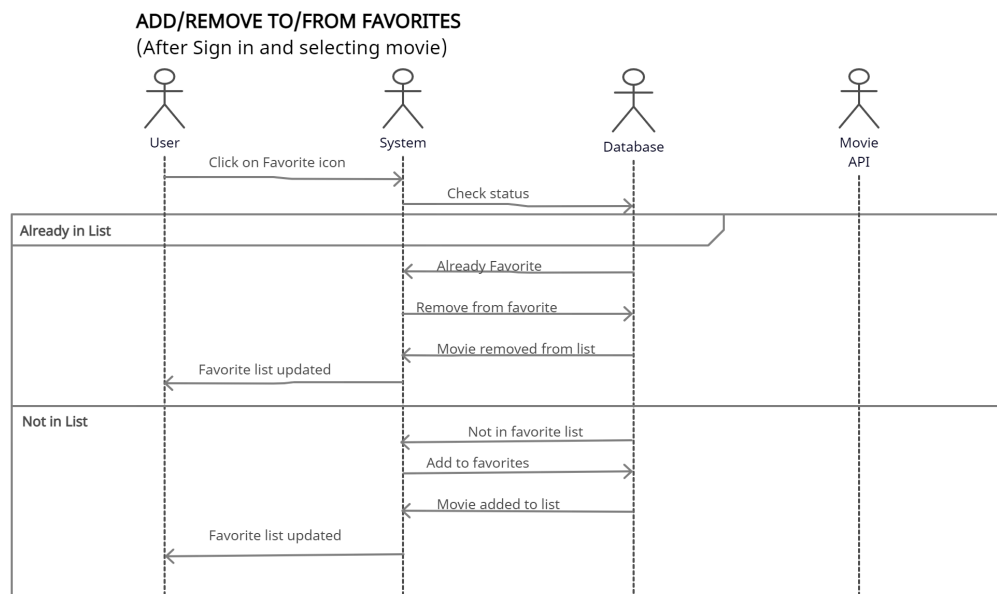 ADD/REMOVE TO/FROM FAVORITES
(After Sign in and selecting movie)
User
System
Database
Movie
API
Click on Favorite icon
Check status
Already in List
Already Favorite
Remove from favorite
Movie removed from list
Favorite list updated
Not in List
Not in favorite list
Add to favorites
Movie added to list
Favorite list updated